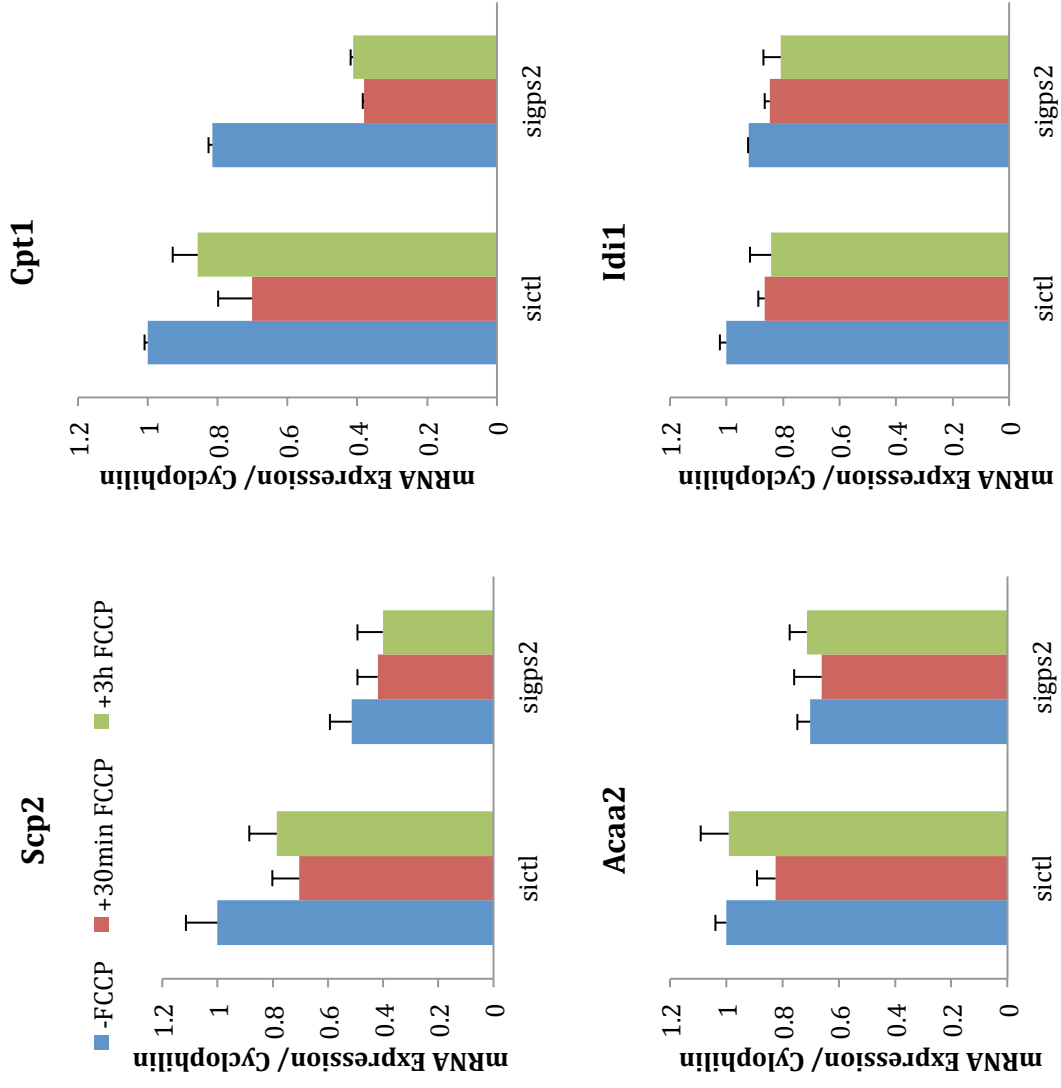 Scp2
-FCCP
+30min FCCP
+3h FCCP
mRNA Expression/ Cyclophilin
1.2
1
0.8
0.6
0.4
0.2
0
sictl
sigps2
Cpt1
mRNA Expression/ Cyclophilin
1.2
1
0.8
0.6
0.4
0.2
0
sictl
sigps2
Acaa2
mRNA Expression/ Cylophilin
1.2
1
0.8
0.6
0.4
0.2
0
sictl
sigps2
Idi1
mRNA Expression/ Cyclophilin
1.2
1
0.8
0.6
0.4
0.2
0
sictl
sigps2